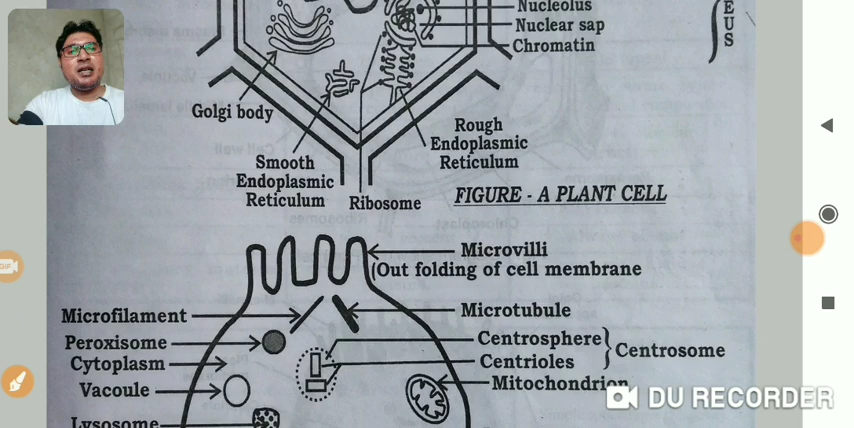 Nucleolus
Nuclear sap
Chromatin
EUS
Golgi body
Rough
Endoplasmic
Reticulum
Smooth
Endoplasmic
Reticulum
Ribosome
FIGURE - A PLANT CELL
Microvilli
(Out folding of cell membrane
Microfilament
Microtubule
Peroxisome
Centrosphere
Centrosome
Cytoplasm
Centrioles
Vacoule
Mitochondrion
Lysosome
DU RECORDER
GIF